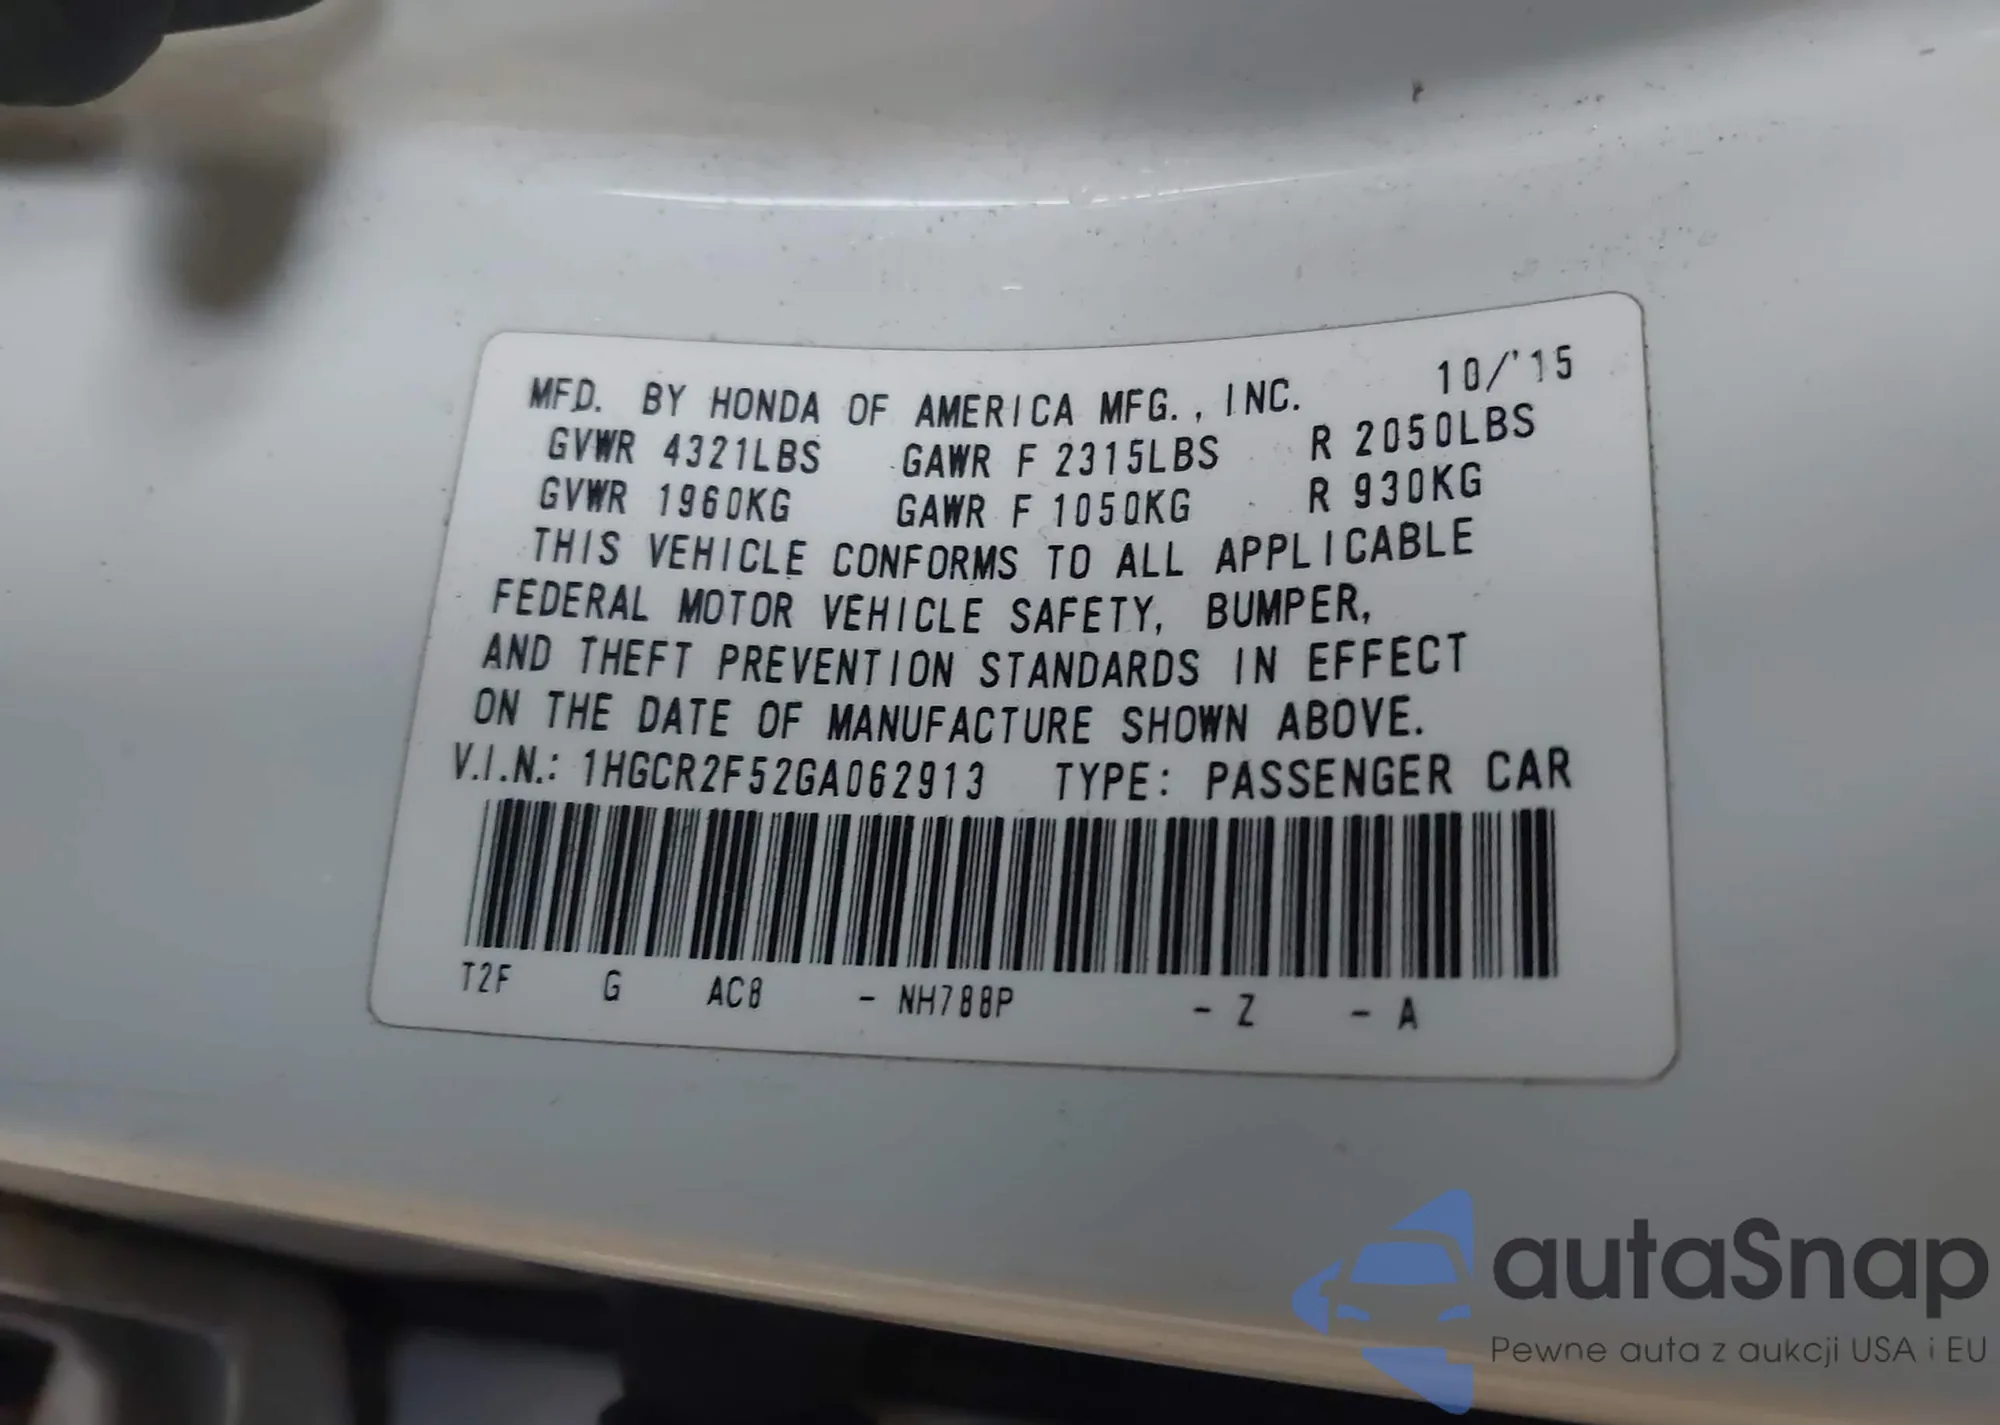 MFD. BY HONDA OF AMERICA MFG., INC. 10/'15
GVWR 4321LBS GAWR F 2315LBS R 2050LBS
GVWR 1960KG GAWR F 1050KG R 930KG
THIS VEHICLE CONFORMS TO ALL APPLICABLE
FEDERAL MOTOR VEHICLE SAFETY, BUMPER,
AND THEFT PREVENTION STANDARDS IN EFFECT
ON THE DATE OF MANUFACTURE SHOWN ABOVE.
V.I.N.: 1HGCR2F52GA062913 TYPE: PASSENGER CAR
T2F G AC8 - NH788P - Z - A
autaSnap
Pewne auta z aukcji USA i EU